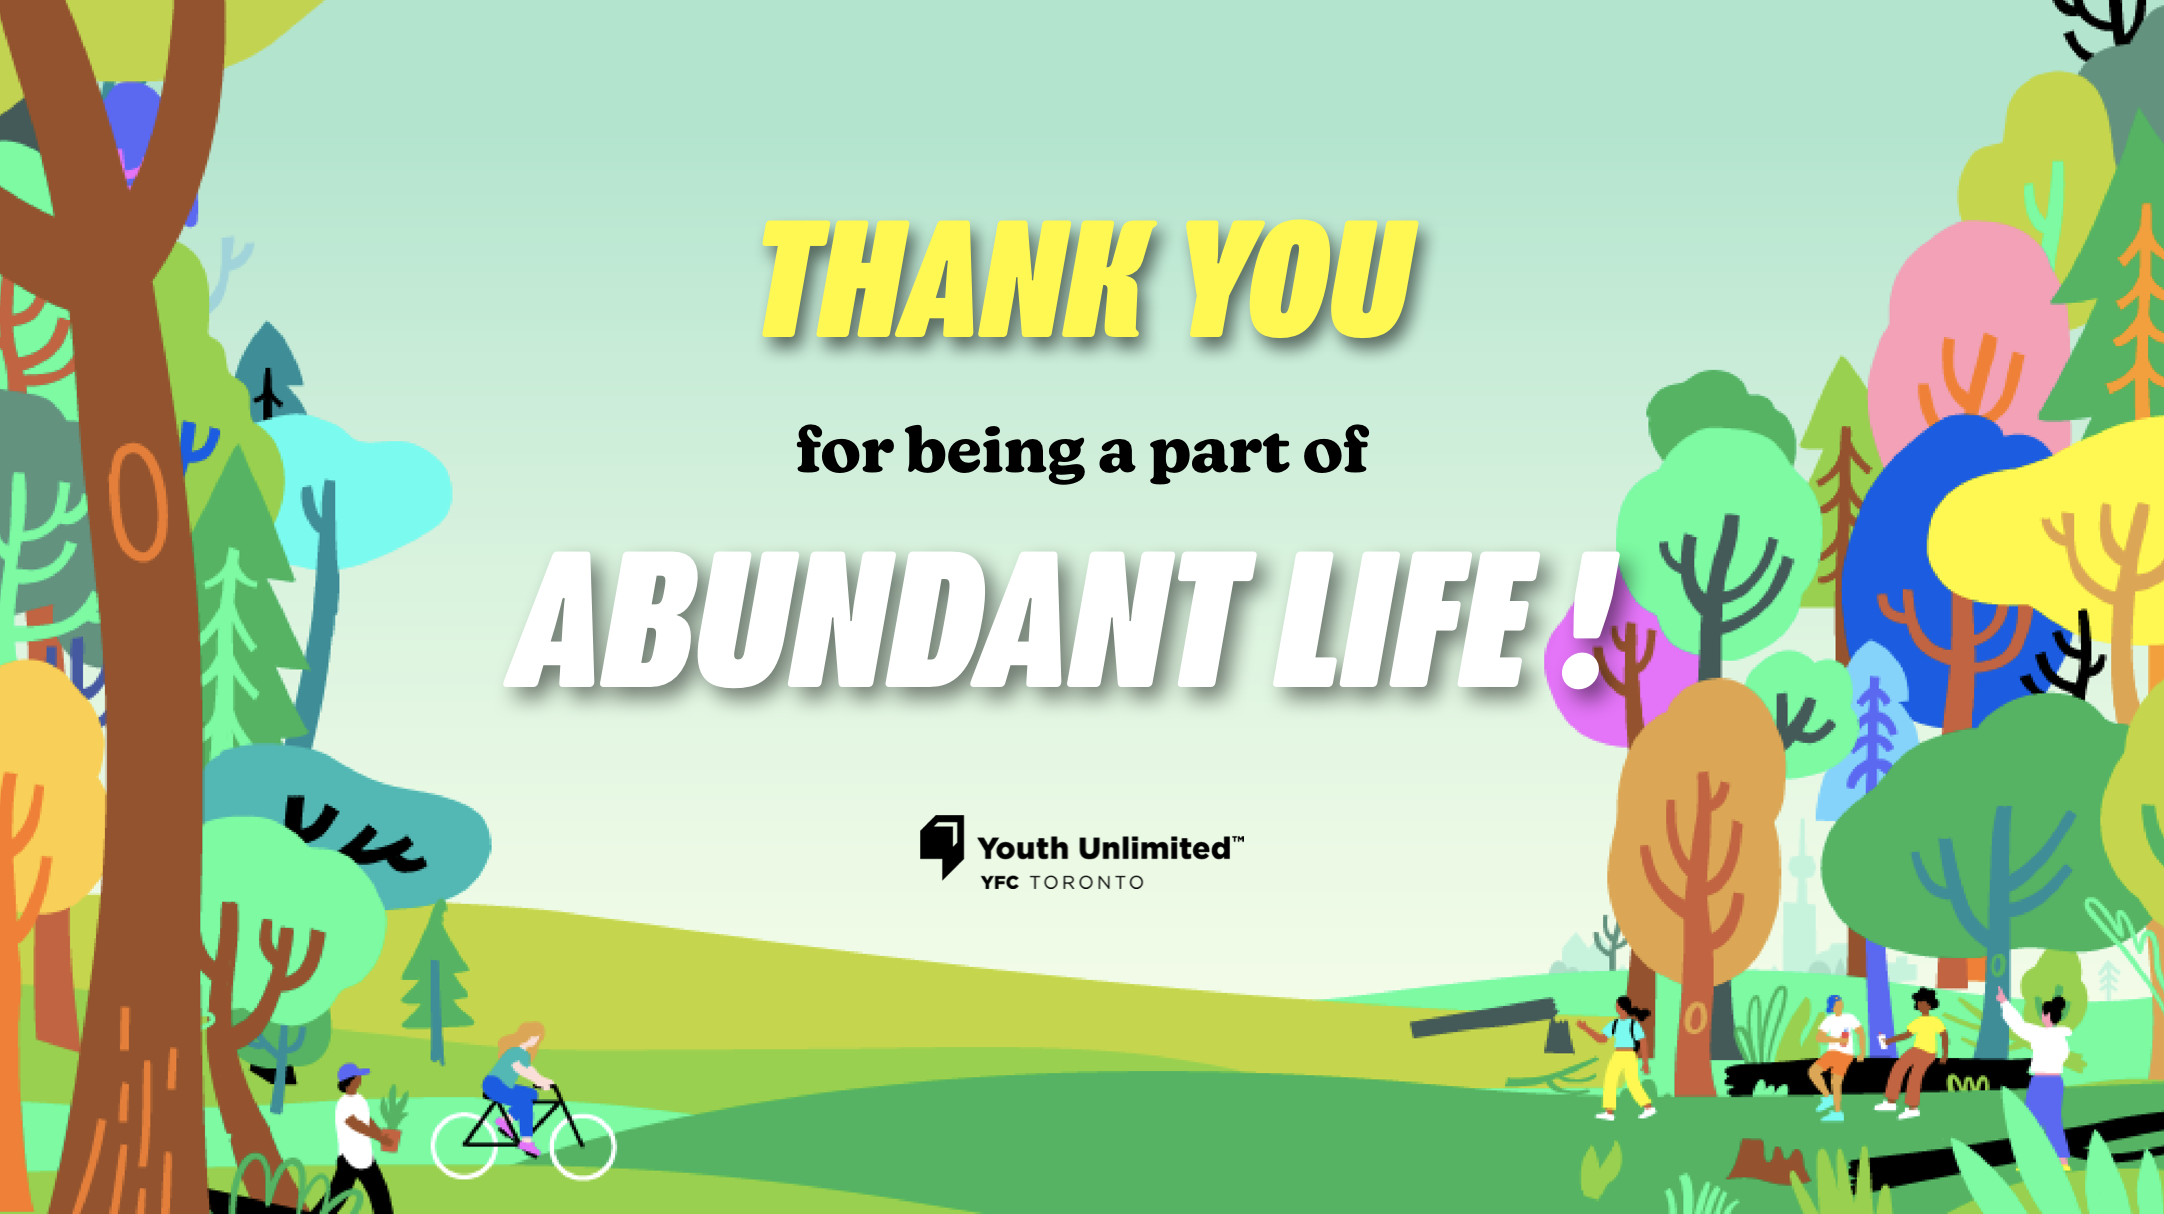 THANK YOU
for being a part of
ABUNDANT LIFE !
Youth Unlimited™
YFC TORONTO